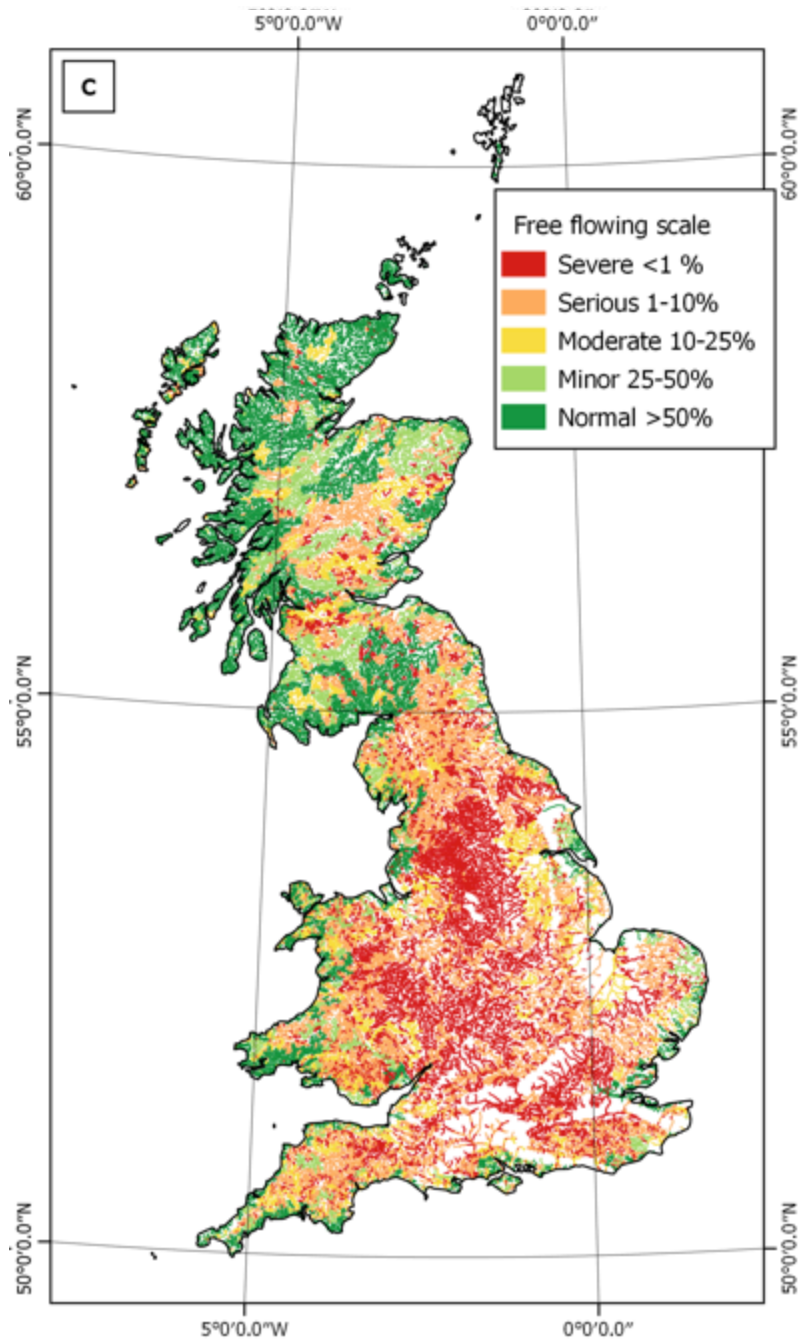 5°0′0.0″W 0°0′0.0″
C
60°0′0.0″N 60°0′0.0″N
Free flowing scale
Severe <1 %
Serious 1-10%
Moderate 10-25%
Minor 25-50%
Normal >50%
55°0′0.0″N 55°0′0.0″N
50°0′0.0″N 50°0′0.0″N
5°0′0.0″W 0°0′0.0″